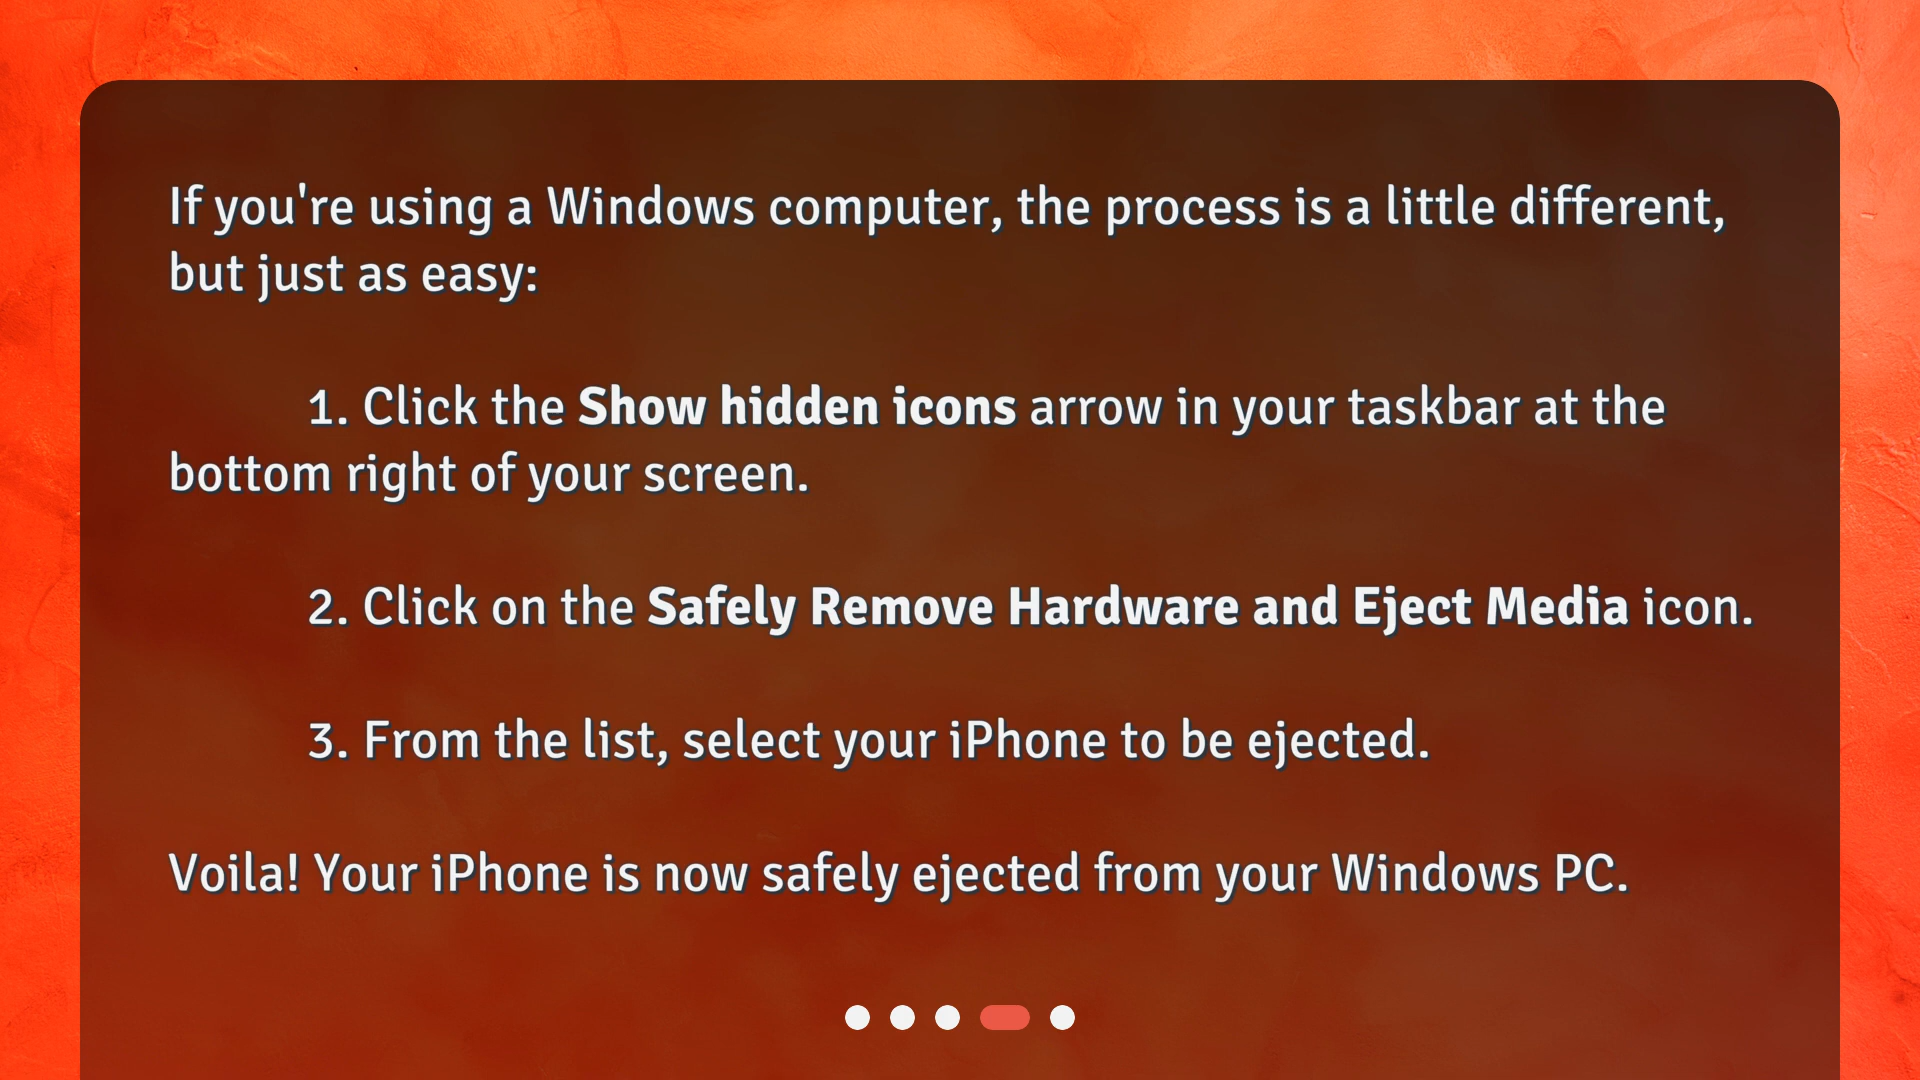 If you're using a Windows computer, the process is a little different,
but just as easy:
1. Click the Show hidden icons arrow in your taskbar at the
bottom right of your screen.
2. Click on the Safely Remove Hardware and Eject Media icon.
3. From the list, select your iPhone to be ejected.
Voila! Your iPhone is now safely ejected from your Windows PC.